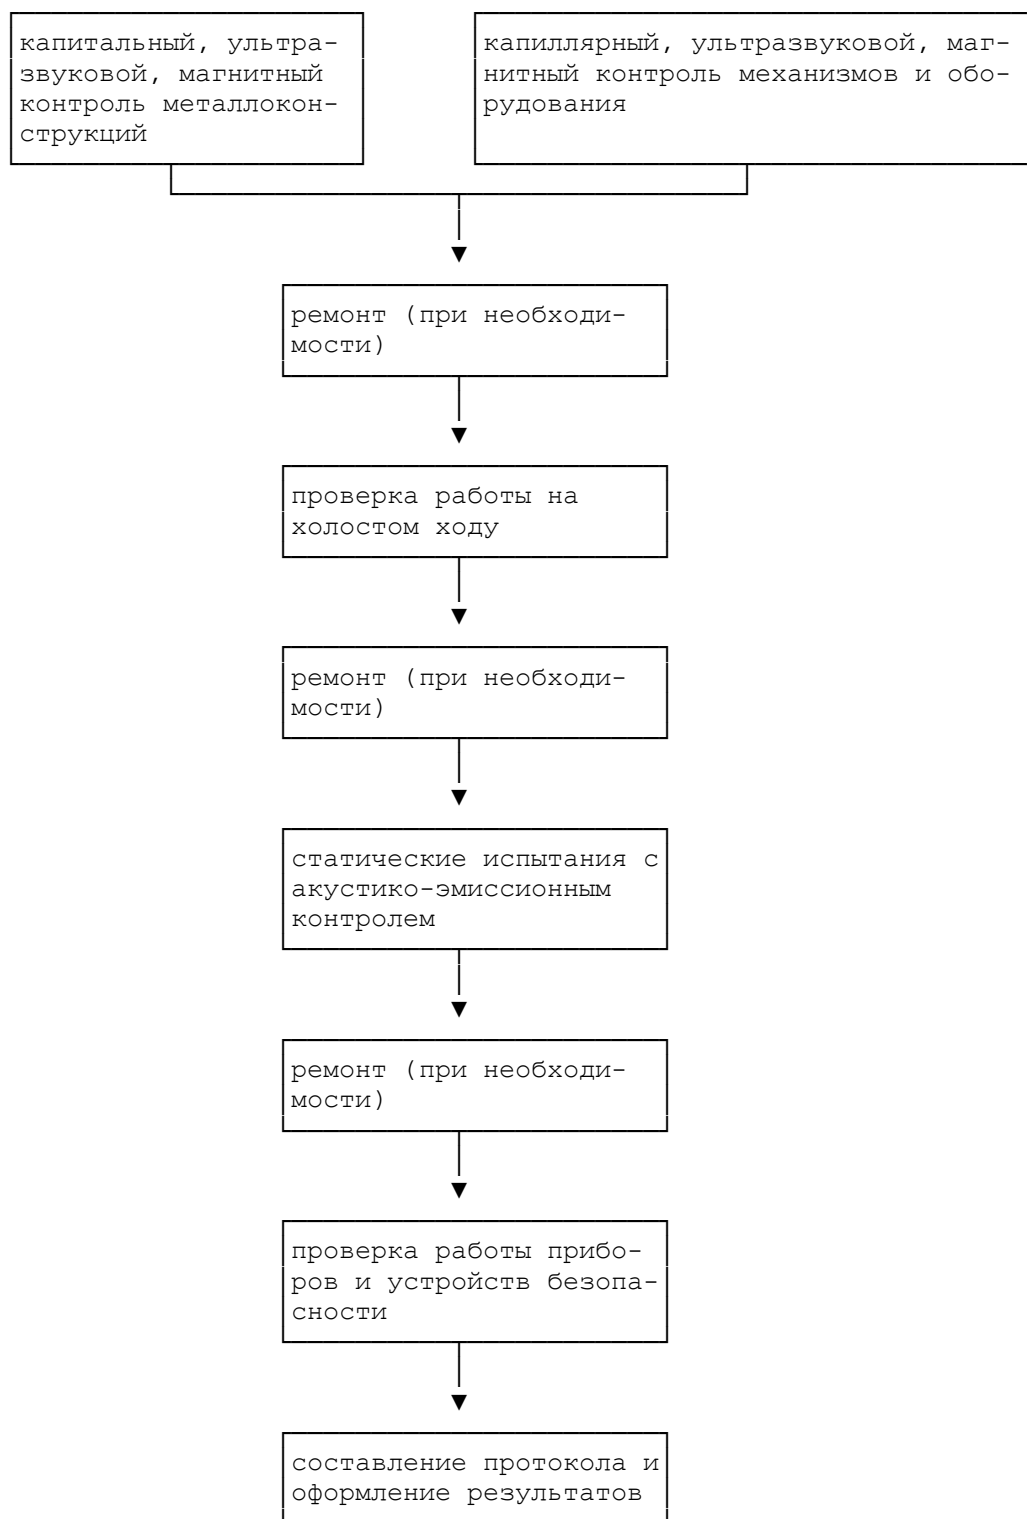 капитальный, ультра-
звуковой, магнитный
контроль металлокон-
струкций
капиллярный, ультразвуковой, маг-
нитный контроль механизмов и обо-
рудования
ремонт (при необходи-
мости)
проверка работы на
холостом ходу
ремонт (при необходи-
мости)
статические испытания с
акустико-эмиссионным
контролем
ремонт (при необходи-
мости)
проверка работы прибо-
ров и устройств безопа-
сности
составление протокола и
оформление результатов